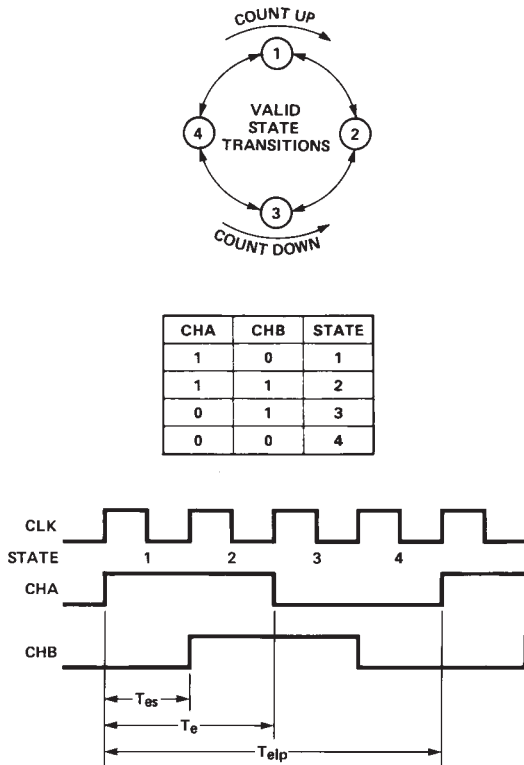 COUNT UP
1
VALID
STATE
TRANSITIONS
4
2
3
COUNT DOWN
CHA CHB STATE
1 0 1
1 1 2
0 1 3
0 0 4
CLK
STATE 1 2 3 4
CHA
CHB
Tes
Te
Telp